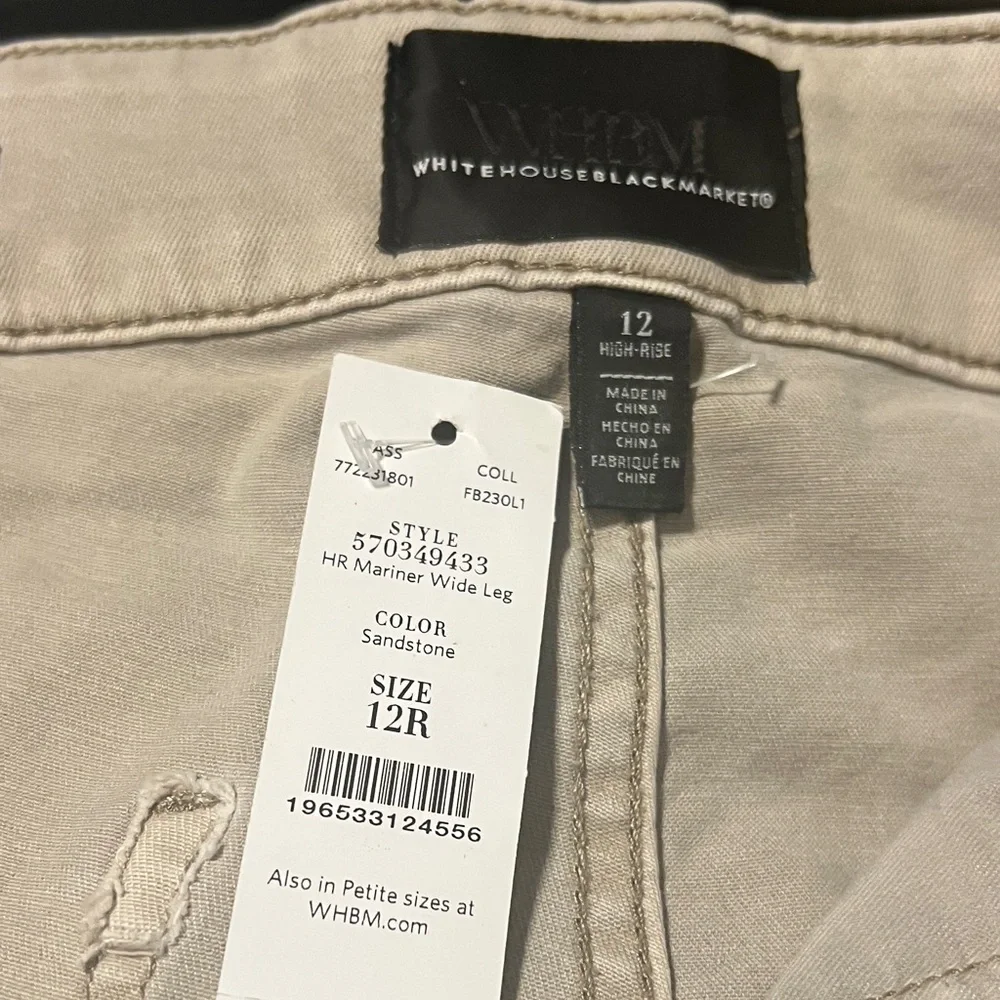 WHBM
WHITEHOUSEBLACKMARKET®
12
HIGH-RISE
MADE IN
CHINA
HECHO EN
CHINA
FABRIQUÉ EN
CHINE
COLL
FB230L1
STYLE
570349433
HR Mariner Wide Leg
COLOR
Sandstone
SIZE
12R
196533124556
Also in Petite sizes at
WHBM.com